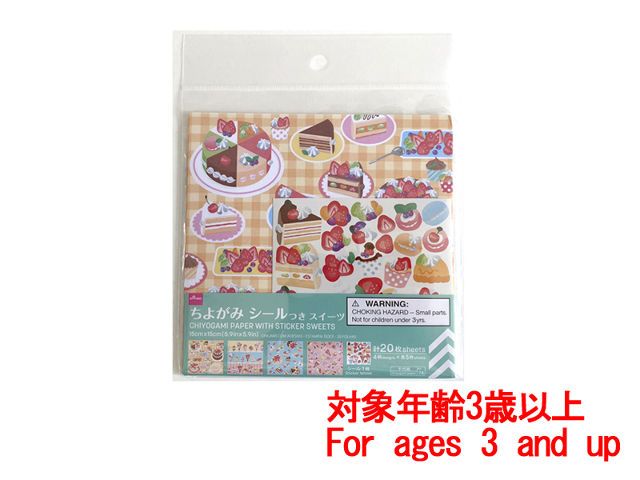 ちよがみ シールつき スイーツ
CHIYOGAMI PAPER WITH STICKER SWEETS
15cm×15cm(5.9in×5.9in)
⚠ WARNING:
CHOKING HAZARD — Small parts.
Not for children under 3yrs.
計20枚sheets
シール1枚
対象年齢3歳以上
For ages 3 and up